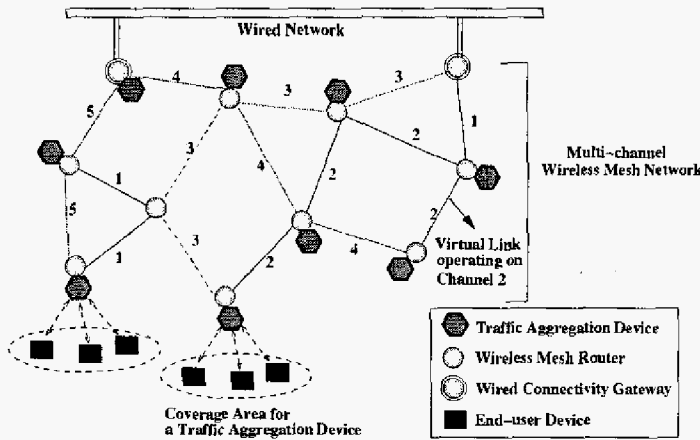 Wired Network
4
3
3
5
3
2
1
1
4
2
Multi-channel
Wireless Mesh Network
5
3
2
1
2
4
Virtual Link
operating on
Channel 2
Traffic Aggregation Device
Wireless Mesh Router
Wired Connectivity Gateway
End-user Device
Coverage Area for
a Traffic Aggregation Device